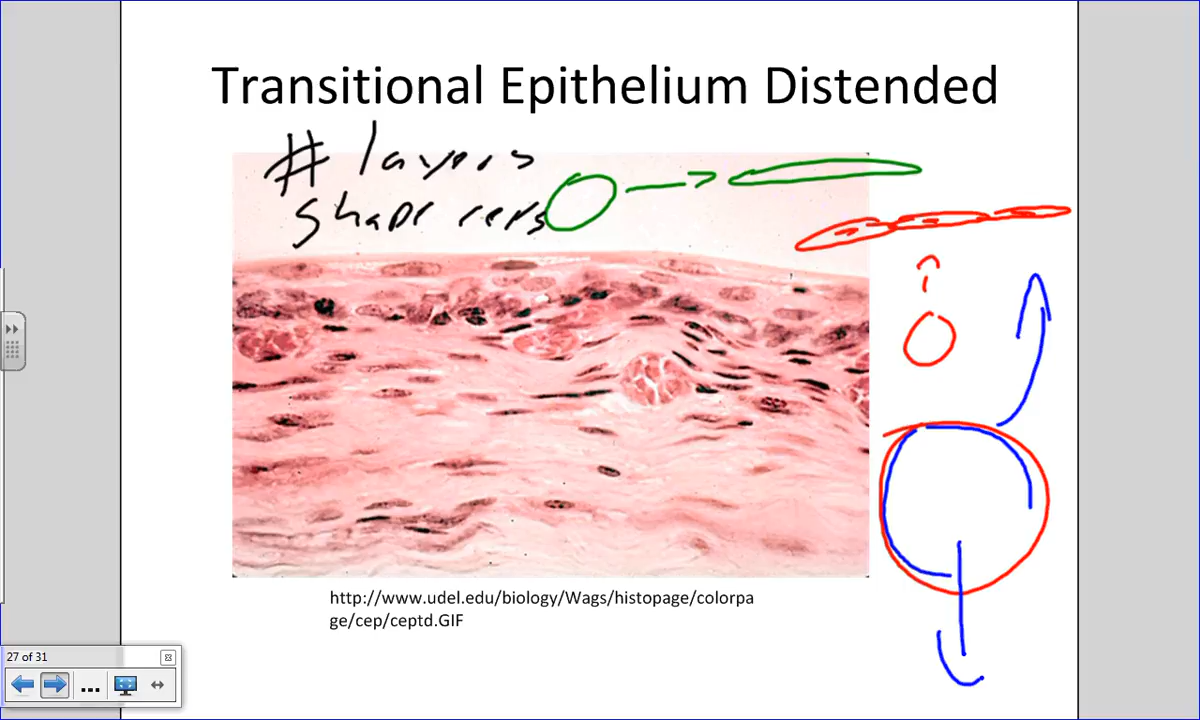 Transitional Epithelium Distended
# layers
shape cells
http://www.udel.edu/biology/Wags/histopage/colorpa
ge/cep/ceptd.GIF
27 of 31
...